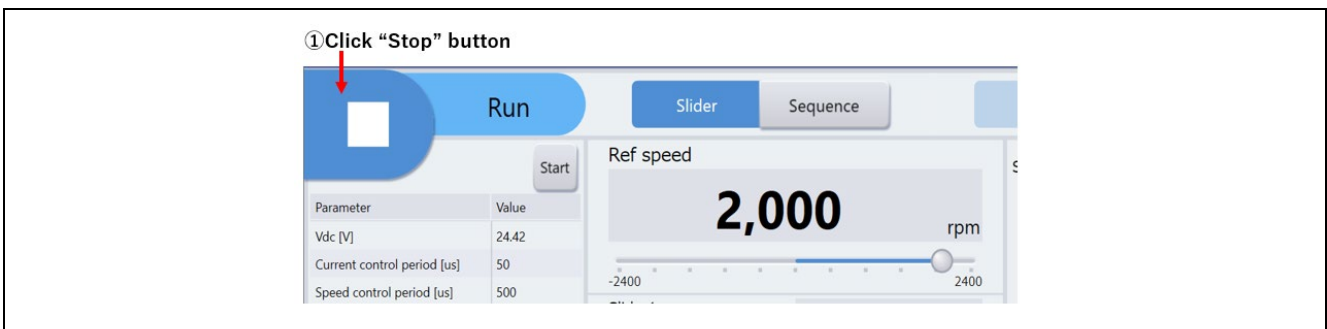 ①Click “Stop” button
Run
Slider
Sequence
Start
Parameter Value
Vdc [V] 24.42
Current control period [us] 50
Speed control period [us] 500
Ref speed
2,000
rpm
-2400 2400